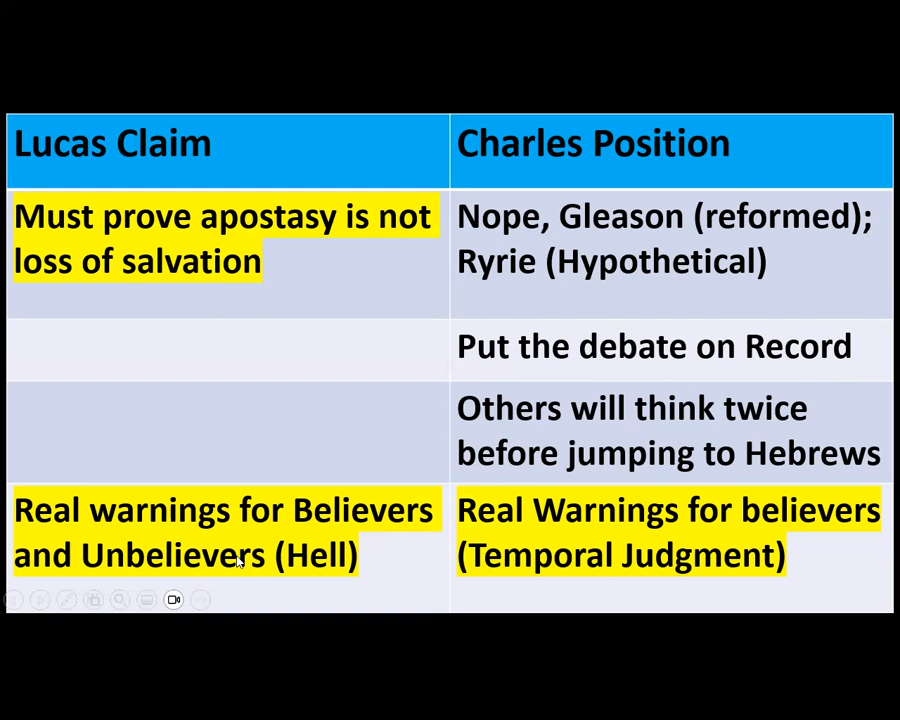 Lucas Claim
Charles Position
Must prove apostasy is not
loss of salvation
Nope, Gleason (reformed);
Ryrie (Hypothetical)
Put the debate on Record
Others will think twice
before jumping to Hebrews
Real warnings for Believers
and Unbelievers (Hell)
Real Warnings for believers
(Temporal Judgment)